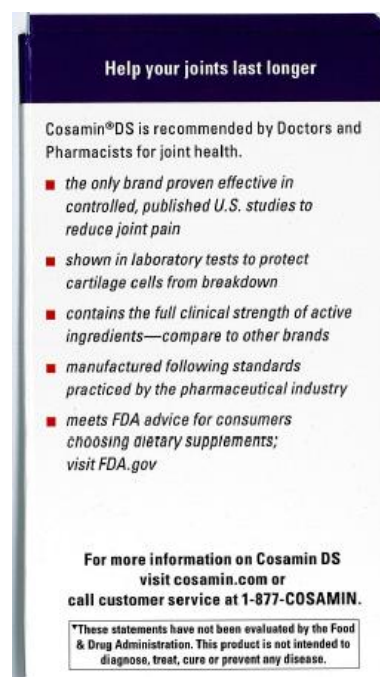 Help your joints last longer
Cosamin®DS is recommended by Doctors and
Pharmacists for joint health.
■ the only brand proven effective in
controlled, published U.S. studies to
reduce joint pain
■ shown in laboratory tests to protect
cartilage cells from breakdown
■ contains the full clinical strength of active
ingredients—compare to other brands
■ manufactured following standards
practiced by the pharmaceutical industry
■ meets FDA advice for consumers
choosing dietary supplements;
visit FDA.gov
For more information on Cosamin DS
visit cosamin.com or
call customer service at 1-877-COSAMIN.
*These statements have not been evaluated by the Food
& Drug Administration. This product is not intended to
diagnose, treat, cure or prevent any disease.